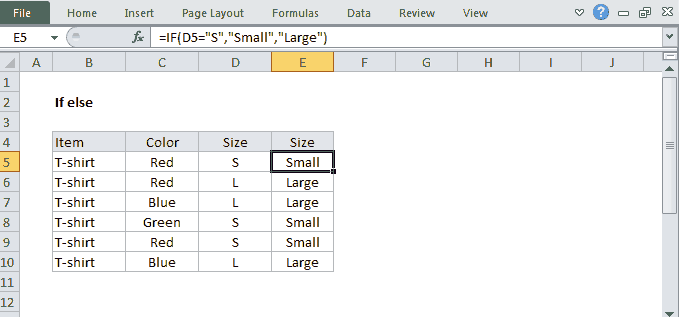 File Home Insert Page Layout Formulas Data Review View
E5 fx =IF(D5="S","Small","Large")
A B C D E F G H I J
1
2 If else
3
4 Item Color Size Size
5 T-shirt Red S Small
6 T-shirt Red L Large
7 T-shirt Blue L Large
8 T-shirt Green S Small
9 T-shirt Red S Small
10 T-shirt Blue L Large
11
12